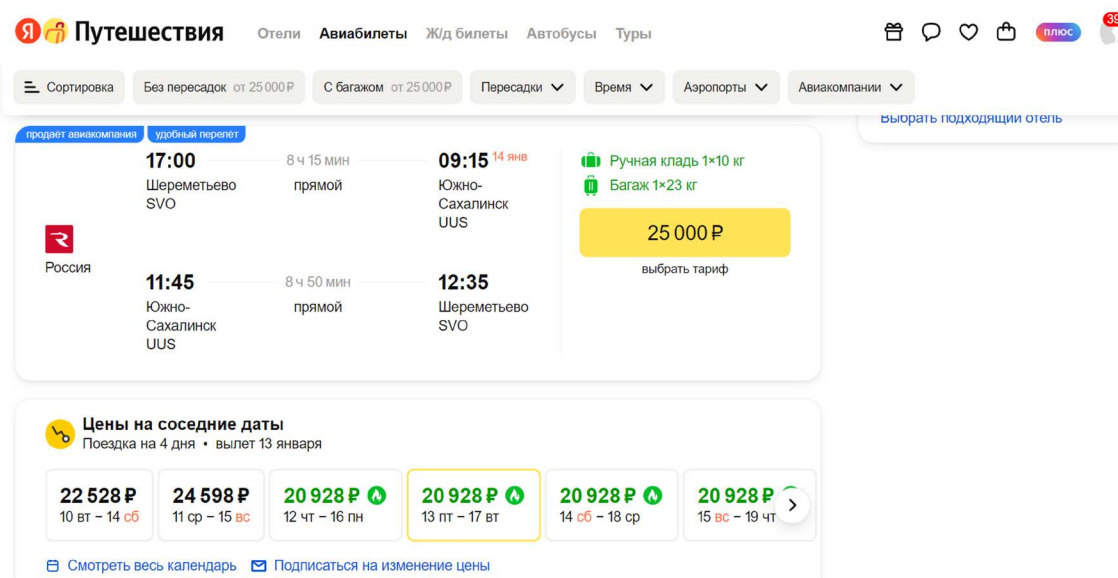 Я Путешествия Отели Авиабилеты Ж/д билеты Автобусы Туры плюс 39
Сортировка Без пересадок от 25 000 ₽ С багажом от 25 000 ₽ Пересадки Время Аэропорты Авиакомпании
Выбрать подходящий отель
продаёт авиакомпания удобный перелёт
17:00 8 ч 15 мин 09:15 14 янв
Шереметьево прямой Южно-
SVO Сахалинск
UUS
Ручная кладь 1×10 кг
Багаж 1×23 кг
25 000 ₽
выбрать тариф
Россия
11:45 8 ч 50 мин 12:35
Южно- прямой Шереметьево
Сахалинск SVO
UUS
Цены на соседние даты
Поездка на 4 дня • вылет 13 января
22 528 ₽ 24 598 ₽ 20 928 ₽ 20 928 ₽ 20 928 ₽ 20 928 ₽
10 вт – 14 сб 11 ср – 15 вс 12 чт – 16 пн 13 пт – 17 вт 14 сб – 18 ср 15 вс – 19 чт
Смотреть весь календарь Подписаться на изменение цены